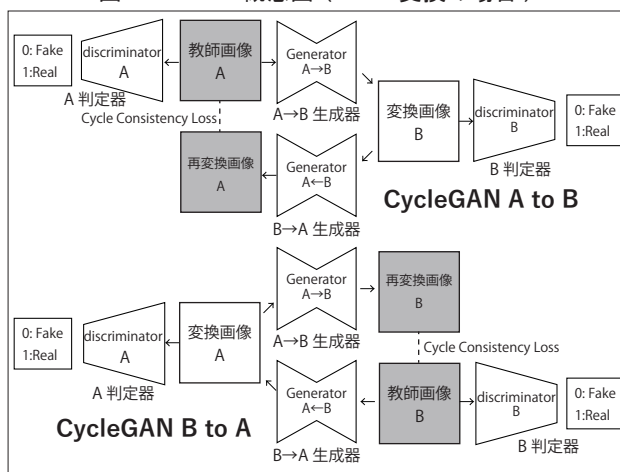 0: Fake
1:Real
discriminator
A
A 判定器
教師画像
A
Generator
A→B
A→B 生成器
Cycle Consistency Loss
変換画像
B
discriminator
B
B 判定器
0: Fake
1:Real
再変換画像
A
Generator
A←B
B→A 生成器
CycleGAN A to B
Generator
A→B
A→B 生成器
再変換画像
B
0: Fake
1:Real
discriminator
A
A 判定器
変換画像
A
Cycle Consistency Loss
Generator
A←B
B→A 生成器
教師画像
B
discriminator
B
B 判定器
0: Fake
1:Real
CycleGAN B to A